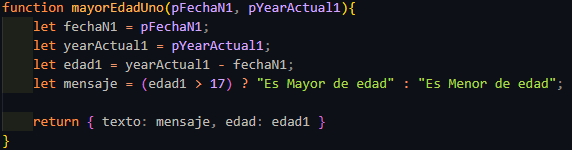 function mayorEdadUno(pFechaN1, pYearActual1){
    let fechaN1 = pFechaN1;
    let yearActual1 = pYearActual1;
    let edad1 = yearActual1 - fechaN1;
    let mensaje = (edad1 > 17) ? "Es Mayor de edad" : "Es Menor de edad";

    return { texto: mensaje, edad: edad1 }
}